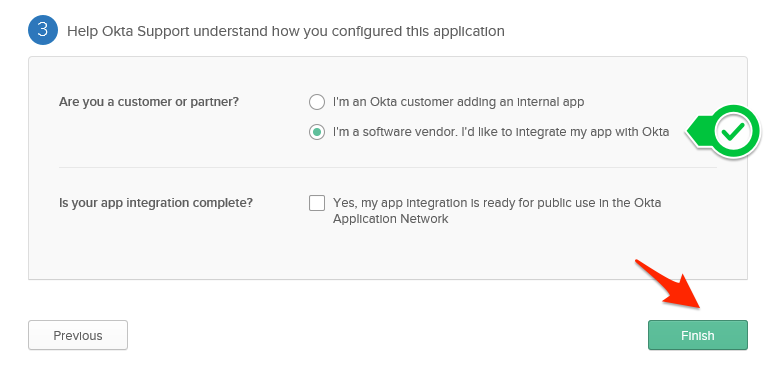 3 Help Okta Support understand how you configured this application
Are you a customer or partner?
I'm an Okta customer adding an internal app
I'm a software vendor. I'd like to integrate my app with Okta
Is your app integration complete?
Yes, my app integration is ready for public use in the Okta
Application Network
Previous
Finish